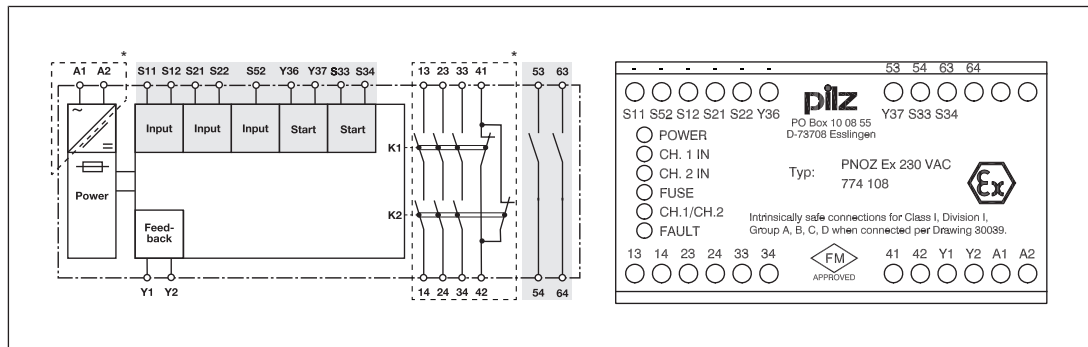 * *
A1 A2 S11 S12 S21 S22 S52 Y36 Y37 S33 S34 13 23 33 41 53 63
~ Input Input Input Start Start
=
K1
Power
K2
Feed-
back
Y1 Y2 14 24 34 42 54 64
- - - - - - 53 54 63 64
S11 S52 S12 S21 S22 Y36 pilz Y37 S33 S34
PO Box 10 08 55
D-73708 Esslingen
POWER
CH. 1 IN
CH. 2 IN
FUSE
CH.1/CH.2
FAULT
Typ: PNOZ Ex 230 VAC
774 108
Ex
Intrinsically safe connections for Class I, Division I,
Group A, B, C, D when connected per Drawing 30039.
13 14 23 24 33 34 FM 41 42 Y1 Y2 A1 A2
APPROVED